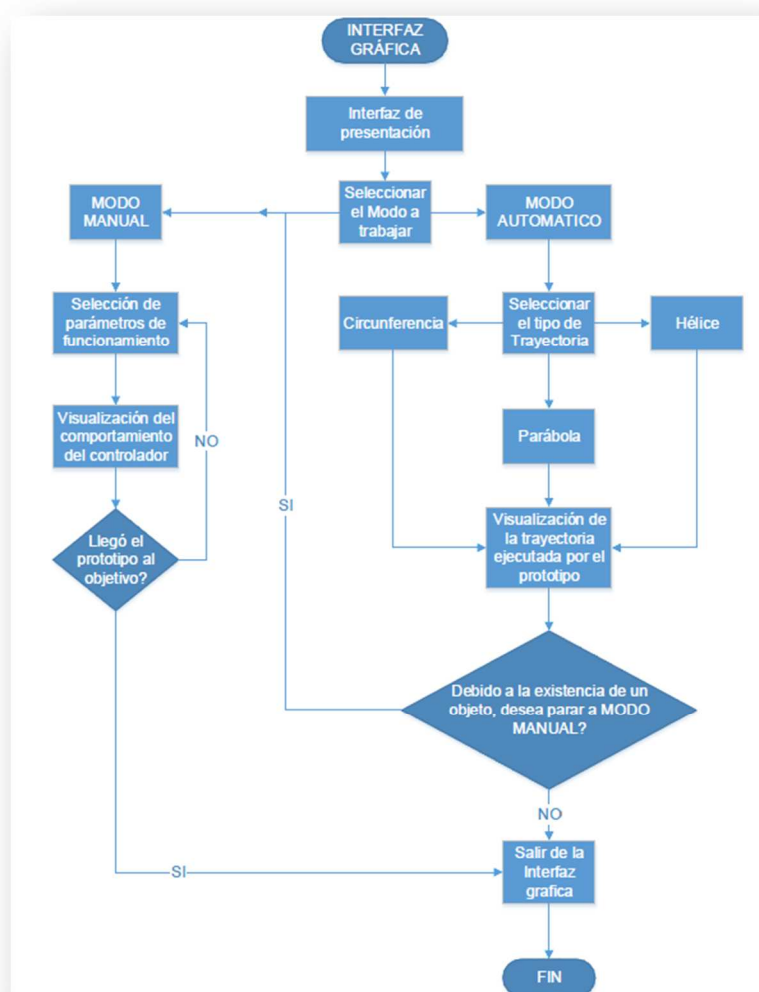 INTERFAZ
GRÁFICA
Interfaz de
presentación
Seleccionar
el Modo a
trabajar
MODO
MANUAL
MODO
AUTOMATICO
Selección de
parámetros de
funcionamiento
Circunferencia
Seleccionar
el tipo de
Trayectoria
Hélice
Visualización del
comportamiento
del controlador
NO
Parábola
SI
Visualización de
la trayectoria
ejecutada por el
prototipo
Llegó el
prototipo al
objetivo?
Debido a la existencia de un
objeto, desea parar a MODO
MANUAL?
NO
SI
Salir de la
Interfaz
grafica
FIN